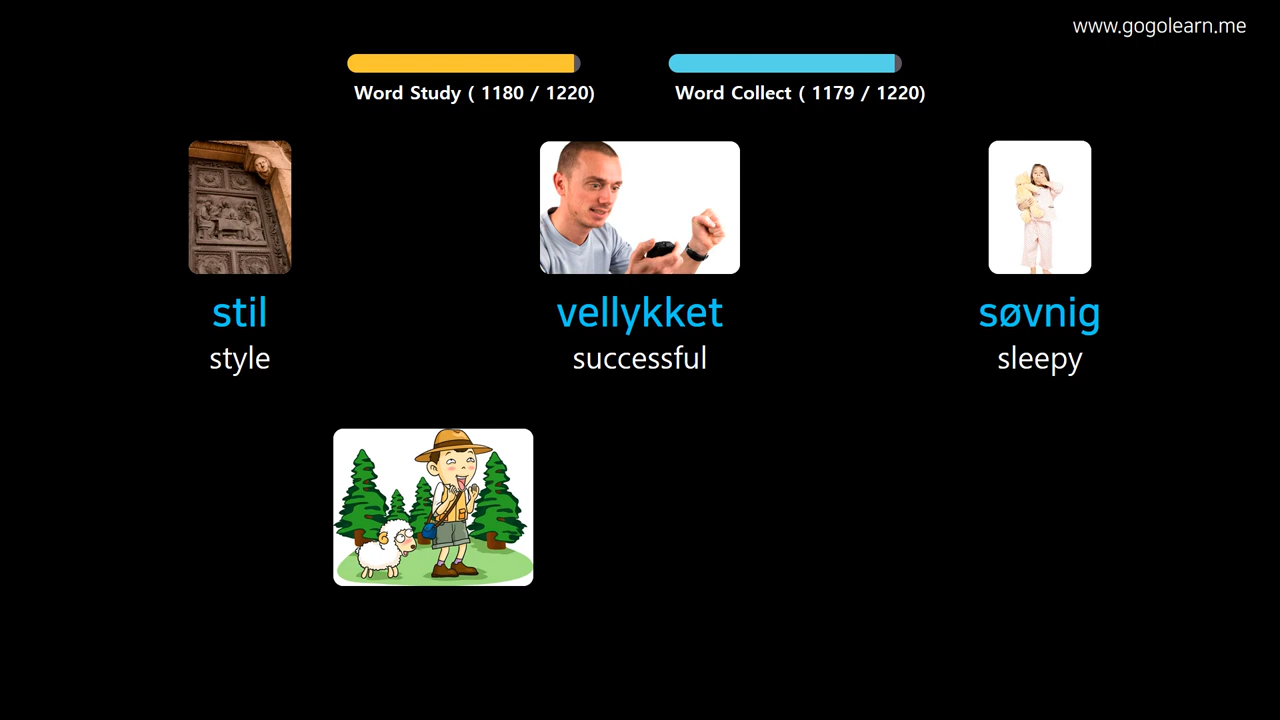 www.gogolearn.me
Word Study ( 1180 / 1220)
Word Collect ( 1179 / 1220)
stil
style
vellykket
successful
søvnig
sleepy